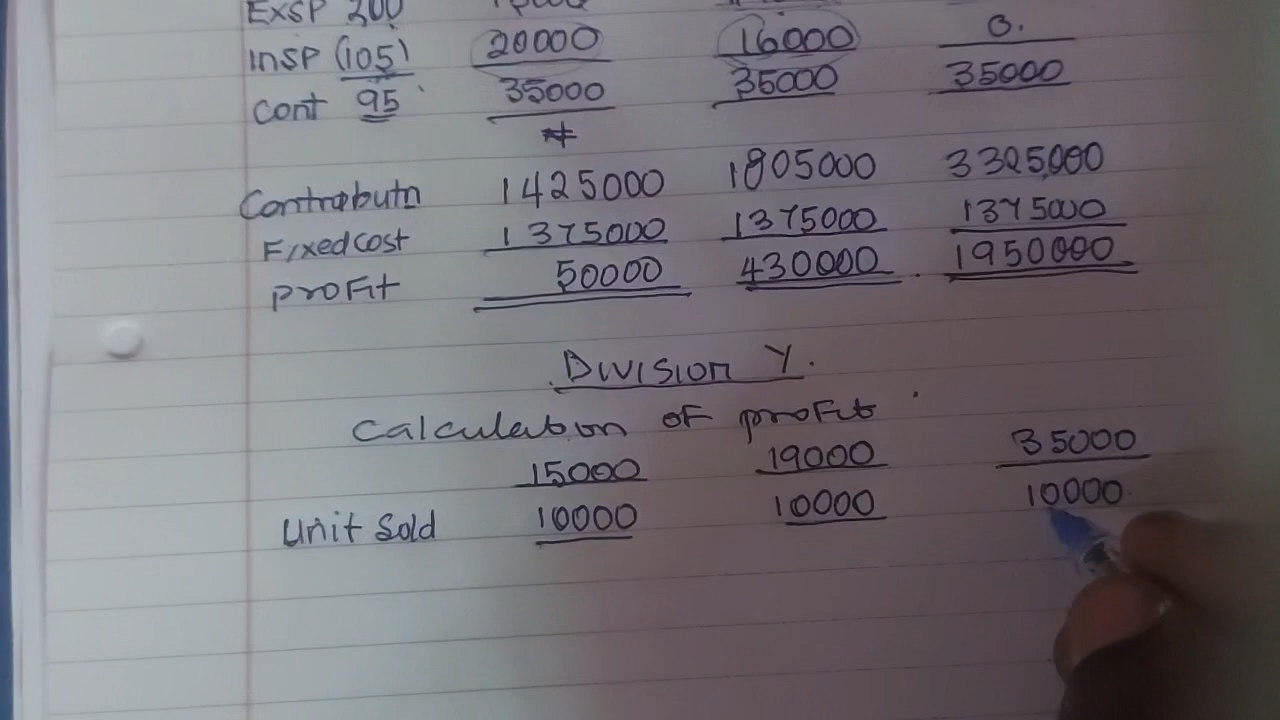 EXSP 200
INSP (105) 20000 16000 0.
Cont 95 35000 35000 35000
Contrabutn 1425000 1805000 3325000
Fixedcost 1375000 1375000 1375000
proFit 50000 430000 1950000
Division Y.
Calculation of proFit
15000 19000 35000
Unit Sold 10000 10000 10000